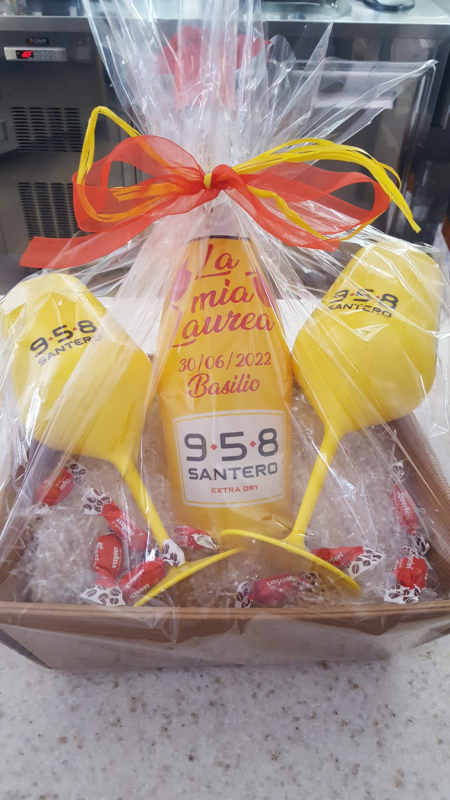 La
mia
Laurea
30/06/2022
Basilio
9·5·8
SANTERO
EXTRA DRY
9·5·8
SANTERO
9·5·8
SANTERO